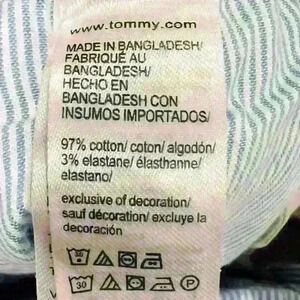 www.tommy.com
MADE IN BANGLADESH/
FABRIQUÉ AU
BANGLADESH/
HECHO EN
BANGLADESH CON
INSUMOS IMPORTADOS/
97% cotton/ coton/ algodón/
3% elastane/ élasthanne/
elastano/
exclusive of decoration/
sauf décoration/ excluye la
decoración
30
30